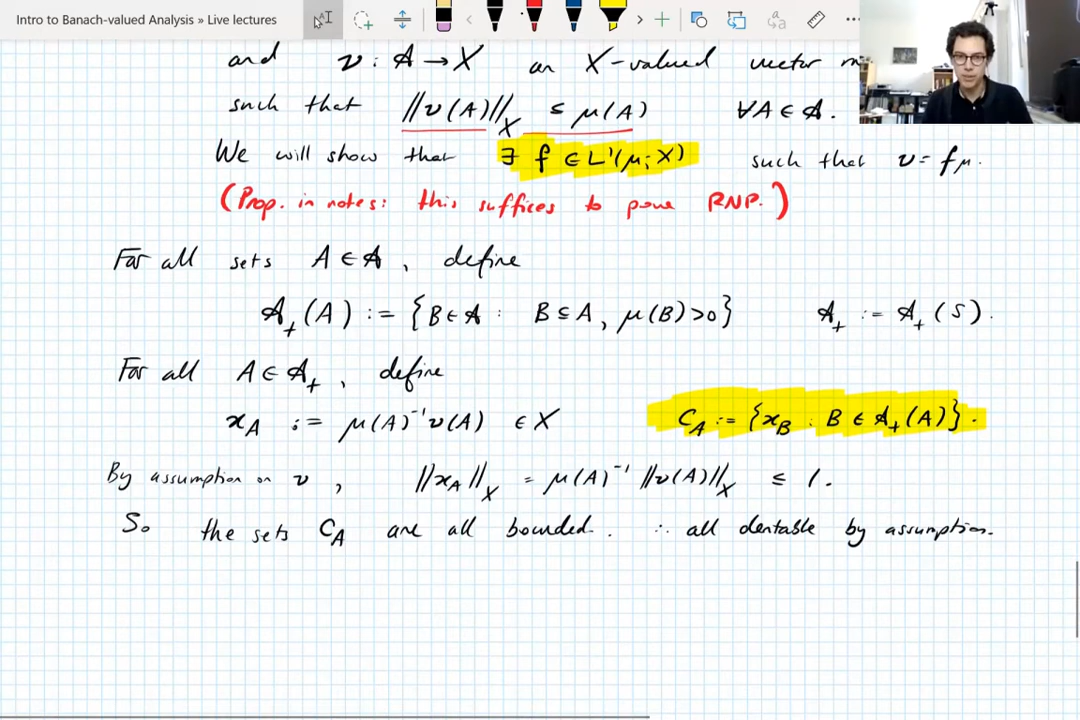 Intro to Banach-valued Analysis » Live lectures
and ν : 𝒜 → X an X-valued vector
such that ||ν(A)||_X ≤ μ(A) ∀A ∈ 𝒜.
We will show that ∃ f ∈ L¹(μ; X) such that ν = fμ.
(Prop. in notes: this suffices to prove RNP.)
For all sets A ∈ 𝒜, define
𝒜₊(A) := {B ∈ 𝒜 : B ⊆ A, μ(B) > 0} 𝒜₊ := 𝒜₊(S).
For all A ∈ 𝒜₊, define
x_A := μ(A)⁻¹ν(A) ∈ X C_A := {x_B : B ∈ 𝒜₊(A)}.
By assumption on ν, ||x_A||_X = μ(A)⁻¹ ||ν(A)||_X ≤ 1.
So the sets C_A are all bounded. ∴ all dentable by assumption.